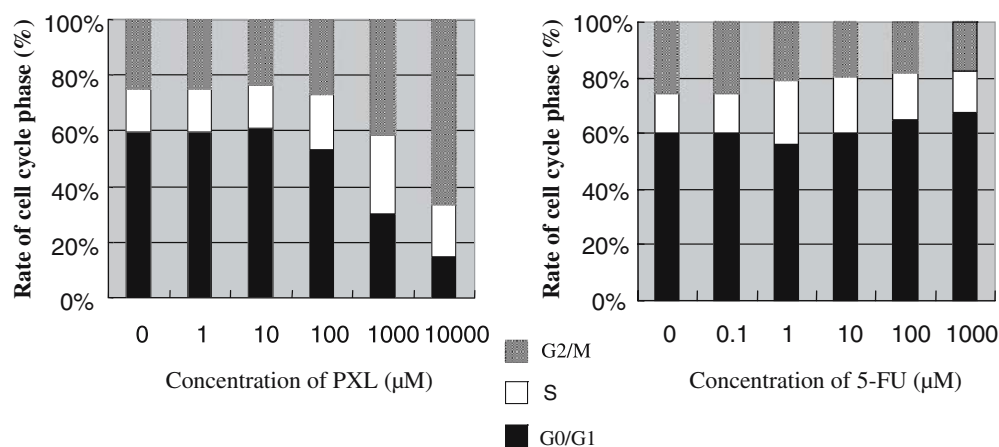 Rate of cell cycle phase (%)
100%
80%
60%
40%
20%
0%
0 1 10 100 1000 10000
Concentration of PXL (μM)
G2/M
S
G0/G1
Rate of cell cycle phase (%)
100%
80%
60%
40%
20%
0%
0 0.1 1 10 100 1000
Concentration of 5-FU (μM)